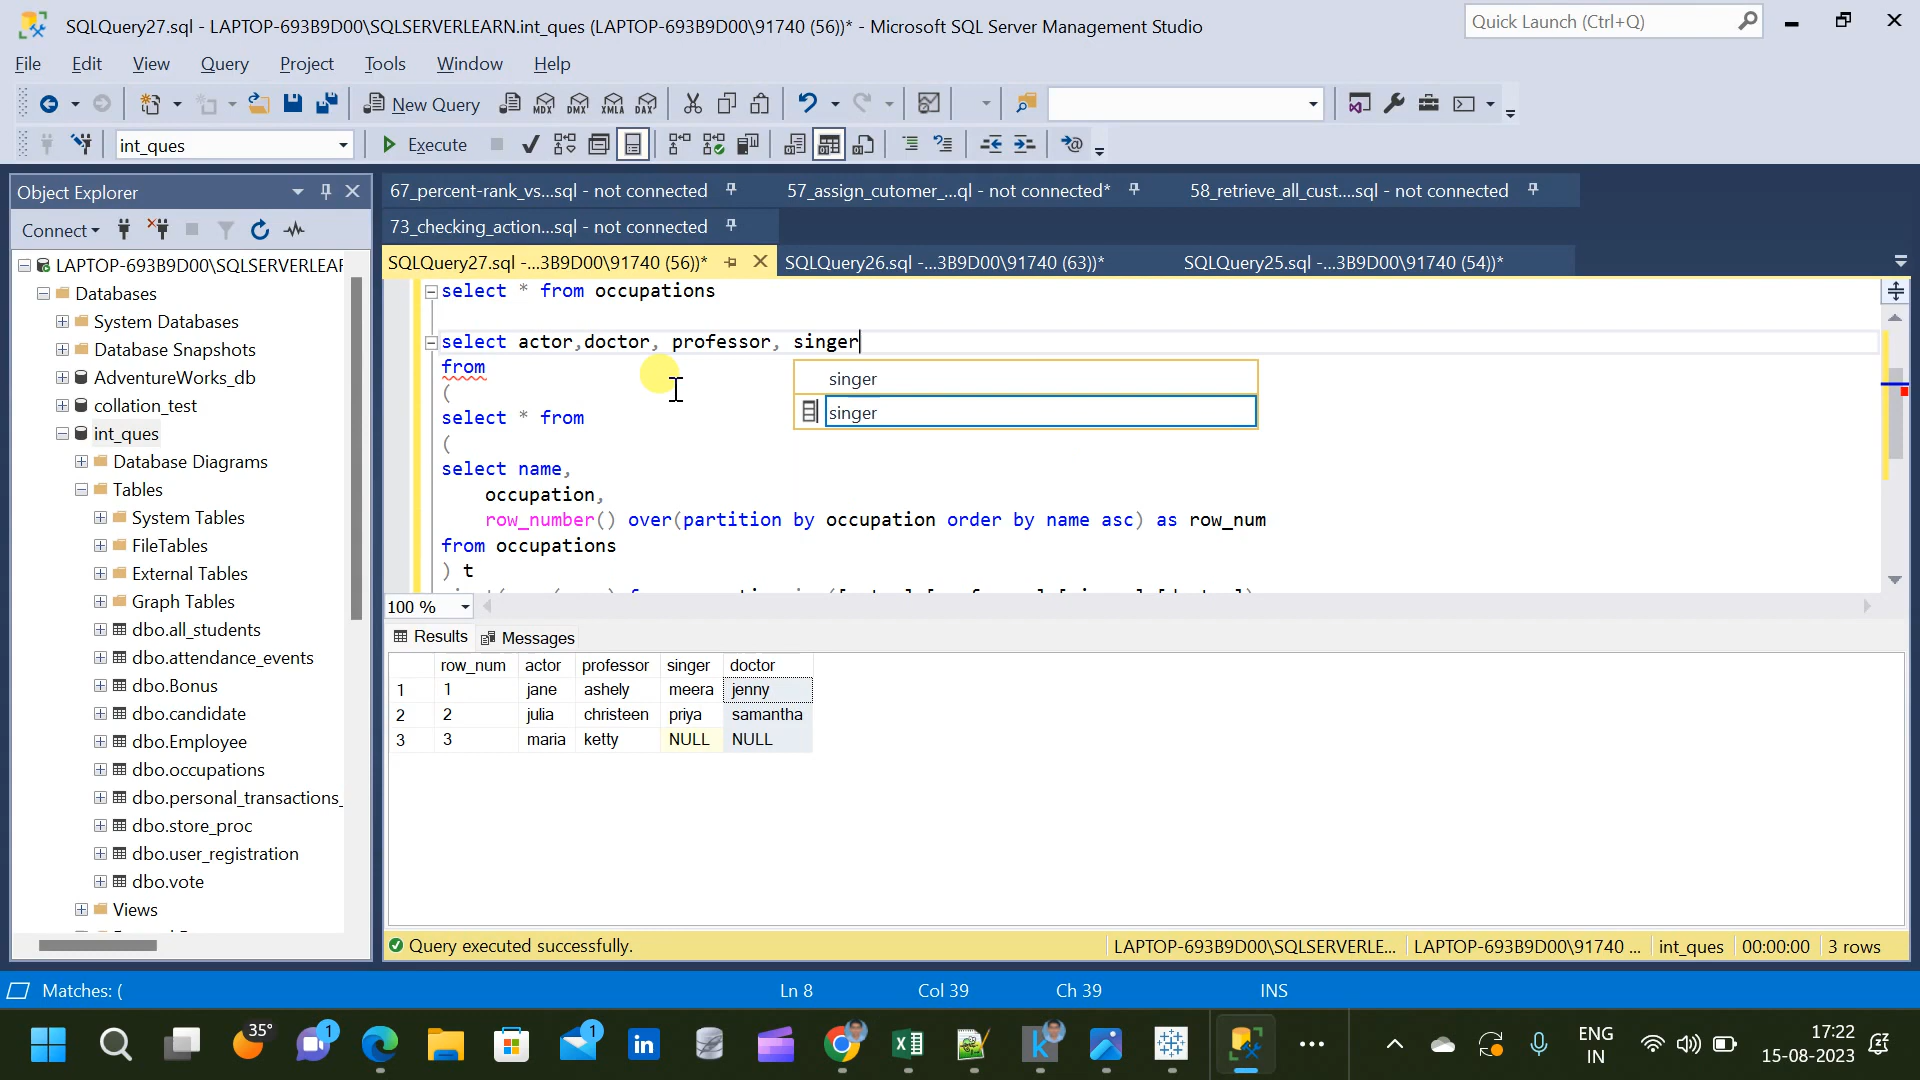 SQLQuery27.sql - LAPTOP-693B9D00\SQLSERVERLEARN.int_ques (LAPTOP-693B9D00\91740 (56))* - Microsoft SQL Server Management Studio
Quick Launch (Ctrl+Q)
File Edit View Query Project Tools Window Help
New Query MDX DMX XMLA DAX
int_ques Execute
Object Explorer
Connect
LAPTOP-693B9D00\SQLSERVERLEAR
Databases
System Databases
Database Snapshots
AdventureWorks_db
collation_test
int_ques
Database Diagrams
Tables
System Tables
FileTables
External Tables
Graph Tables
dbo.all_students
dbo.attendance_events
dbo.Bonus
dbo.candidate
dbo.Employee
dbo.occupations
dbo.personal_transactions_
dbo.store_proc
dbo.user_registration
dbo.vote
Views
67_percent-rank_vs...sql - not connected 57_assign_cutomer_...ql - not connected* 58_retrieve_all_cust....sql - not connected
73_checking_action...sql - not connected
SQLQuery27.sql -...3B9D00\91740 (56))* SQLQuery26.sql -...3B9D00\91740 (63))* SQLQuery25.sql -...3B9D00\91740 (54))*
select * from occupations
select actor,doctor, professor, singer
from
(
select * from
(
select name,
occupation,
row_number() over(partition by occupation order by name asc) as row_num
from occupations
) t
singer
singer
100 %
Results Messages
row_num actor professor singer doctor
1 1 jane ashely meera jenny
2 2 julia christeen priya samantha
3 3 maria ketty NULL NULL
Query executed successfully. LAPTOP-693B9D00\SQLSERVERLE... LAPTOP-693B9D00\91740 ... int_ques 00:00:00 3 rows
Matches: ( Ln 8 Col 39 Ch 39 INS
35° 1 1
ENG
IN
17:22
15-08-2023